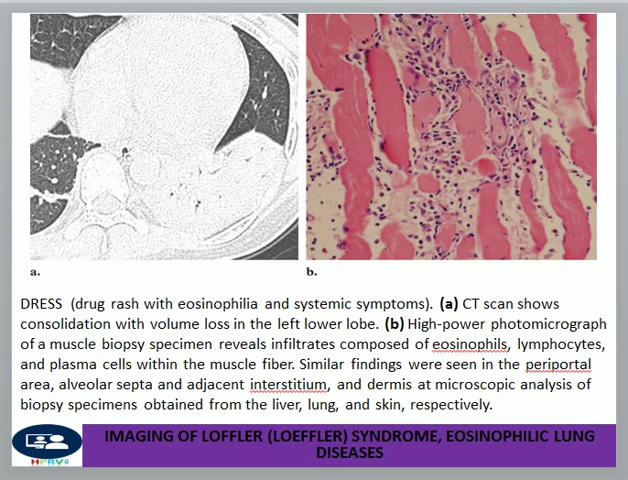 a.
b.
DRESS (drug rash with eosinophilia and systemic symptoms). (a) CT scan shows
consolidation with volume loss in the left lower lobe. (b) High-power photomicrograph
of a muscle biopsy specimen reveals infiltrates composed of eosinophils, lymphocytes,
and plasma cells within the muscle fiber. Similar findings were seen in the periportal
area, alveolar septa and adjacent interstitium, and dermis at microscopic analysis of
biopsy specimens obtained from the liver, lung, and skin, respectively.
IMAGING OF LOFFLER (LOEFFLER) SYNDROME, EOSINOPHILIC LUNG
DISEASES